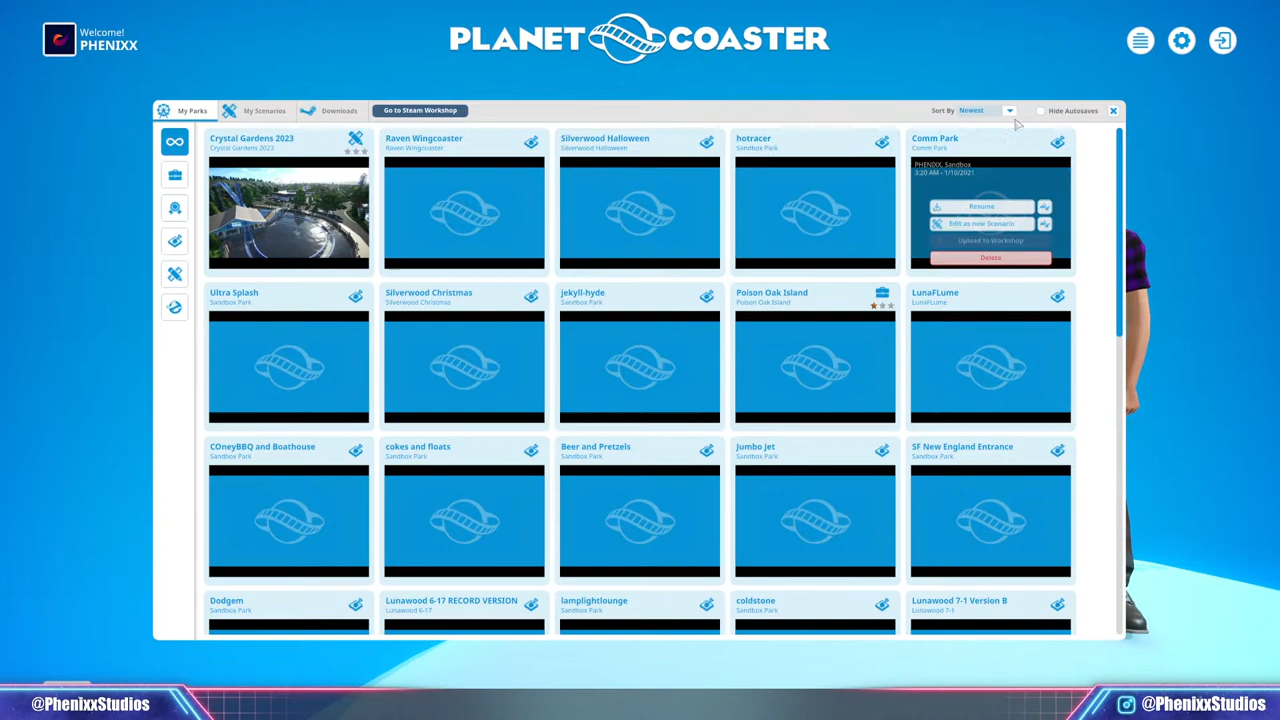 Welcome!
PHENIXX
PLANET COASTER
My Parks
My Scenarios
Downloads
Go to Steam Workshop
Sort By
Newest
Hide Autosaves
Crystal Gardens 2023
Crystal Gardens 2023
Raven Wingcoaster
Raven Wingcoaster
Silverwood Halloween
Silverwood Halloween
hotracer
Sandbox Park
Comm Park
Comm Park
PHENIXX, Sandbox
3:20 AM - 1/10/2021
Resume
Edit as new Scenario
Upload to Workshop
Delete
Ultra Splash
Sandbox Park
Silverwood Christmas
Silverwood Christmas
jekyll-hyde
Sandbox Park
Poison Oak Island
Poison Oak Island
LunaFLume
LunaFLume
COneyBBQ and Boathouse
Sandbox Park
cokes and floats
Sandbox Park
Beer and Pretzels
Sandbox Park
Jumbo Jet
Sandbox Park
SF New England Entrance
Sandbox Park
Dodgem
Sandbox Park
Lunawood 6-17 RECORD VERSION
Lunawood 6-17
lamplightlounge
Sandbox Park
coldstone
Sandbox Park
Lunawood 7-1 Version B
Lunawood 7-1
@PhenixxStudios
@PhenixxStudios